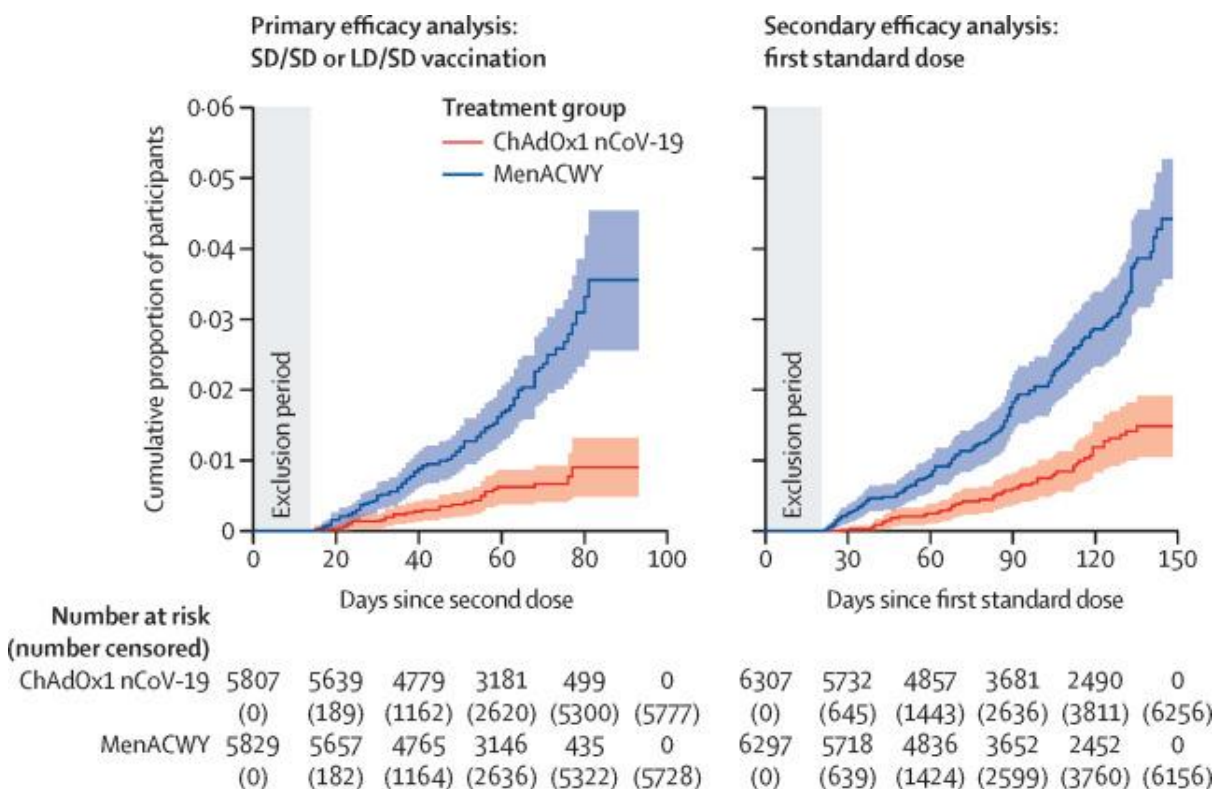 Primary efficacy analysis:
SD/SD or LD/SD vaccination
Secondary efficacy analysis:
first standard dose
Treatment group
ChAdOx1 nCoV-19
MenACWY
Cumulative proportion of participants
0·06
0·05
0·04
0·03
0·02
0·01
0
Exclusion period
Exclusion period
0 20 40 60 80 100
0 30 60 90 120 150
Days since second dose
Days since first standard dose
Number at risk
(number censored)
ChAdOx1 nCoV-19 5807 5639 4779 3181 499 0 6307 5732 4857 3681 2490 0
(0) (189) (1162) (2620) (5300) (5777) (0) (645) (1443) (2636) (3811) (6256)
MenACWY 5829 5657 4765 3146 435 0 6297 5718 4836 3652 2452 0
(0) (182) (1164) (2636) (5322) (5728) (0) (639) (1424) (2599) (3760) (6156)